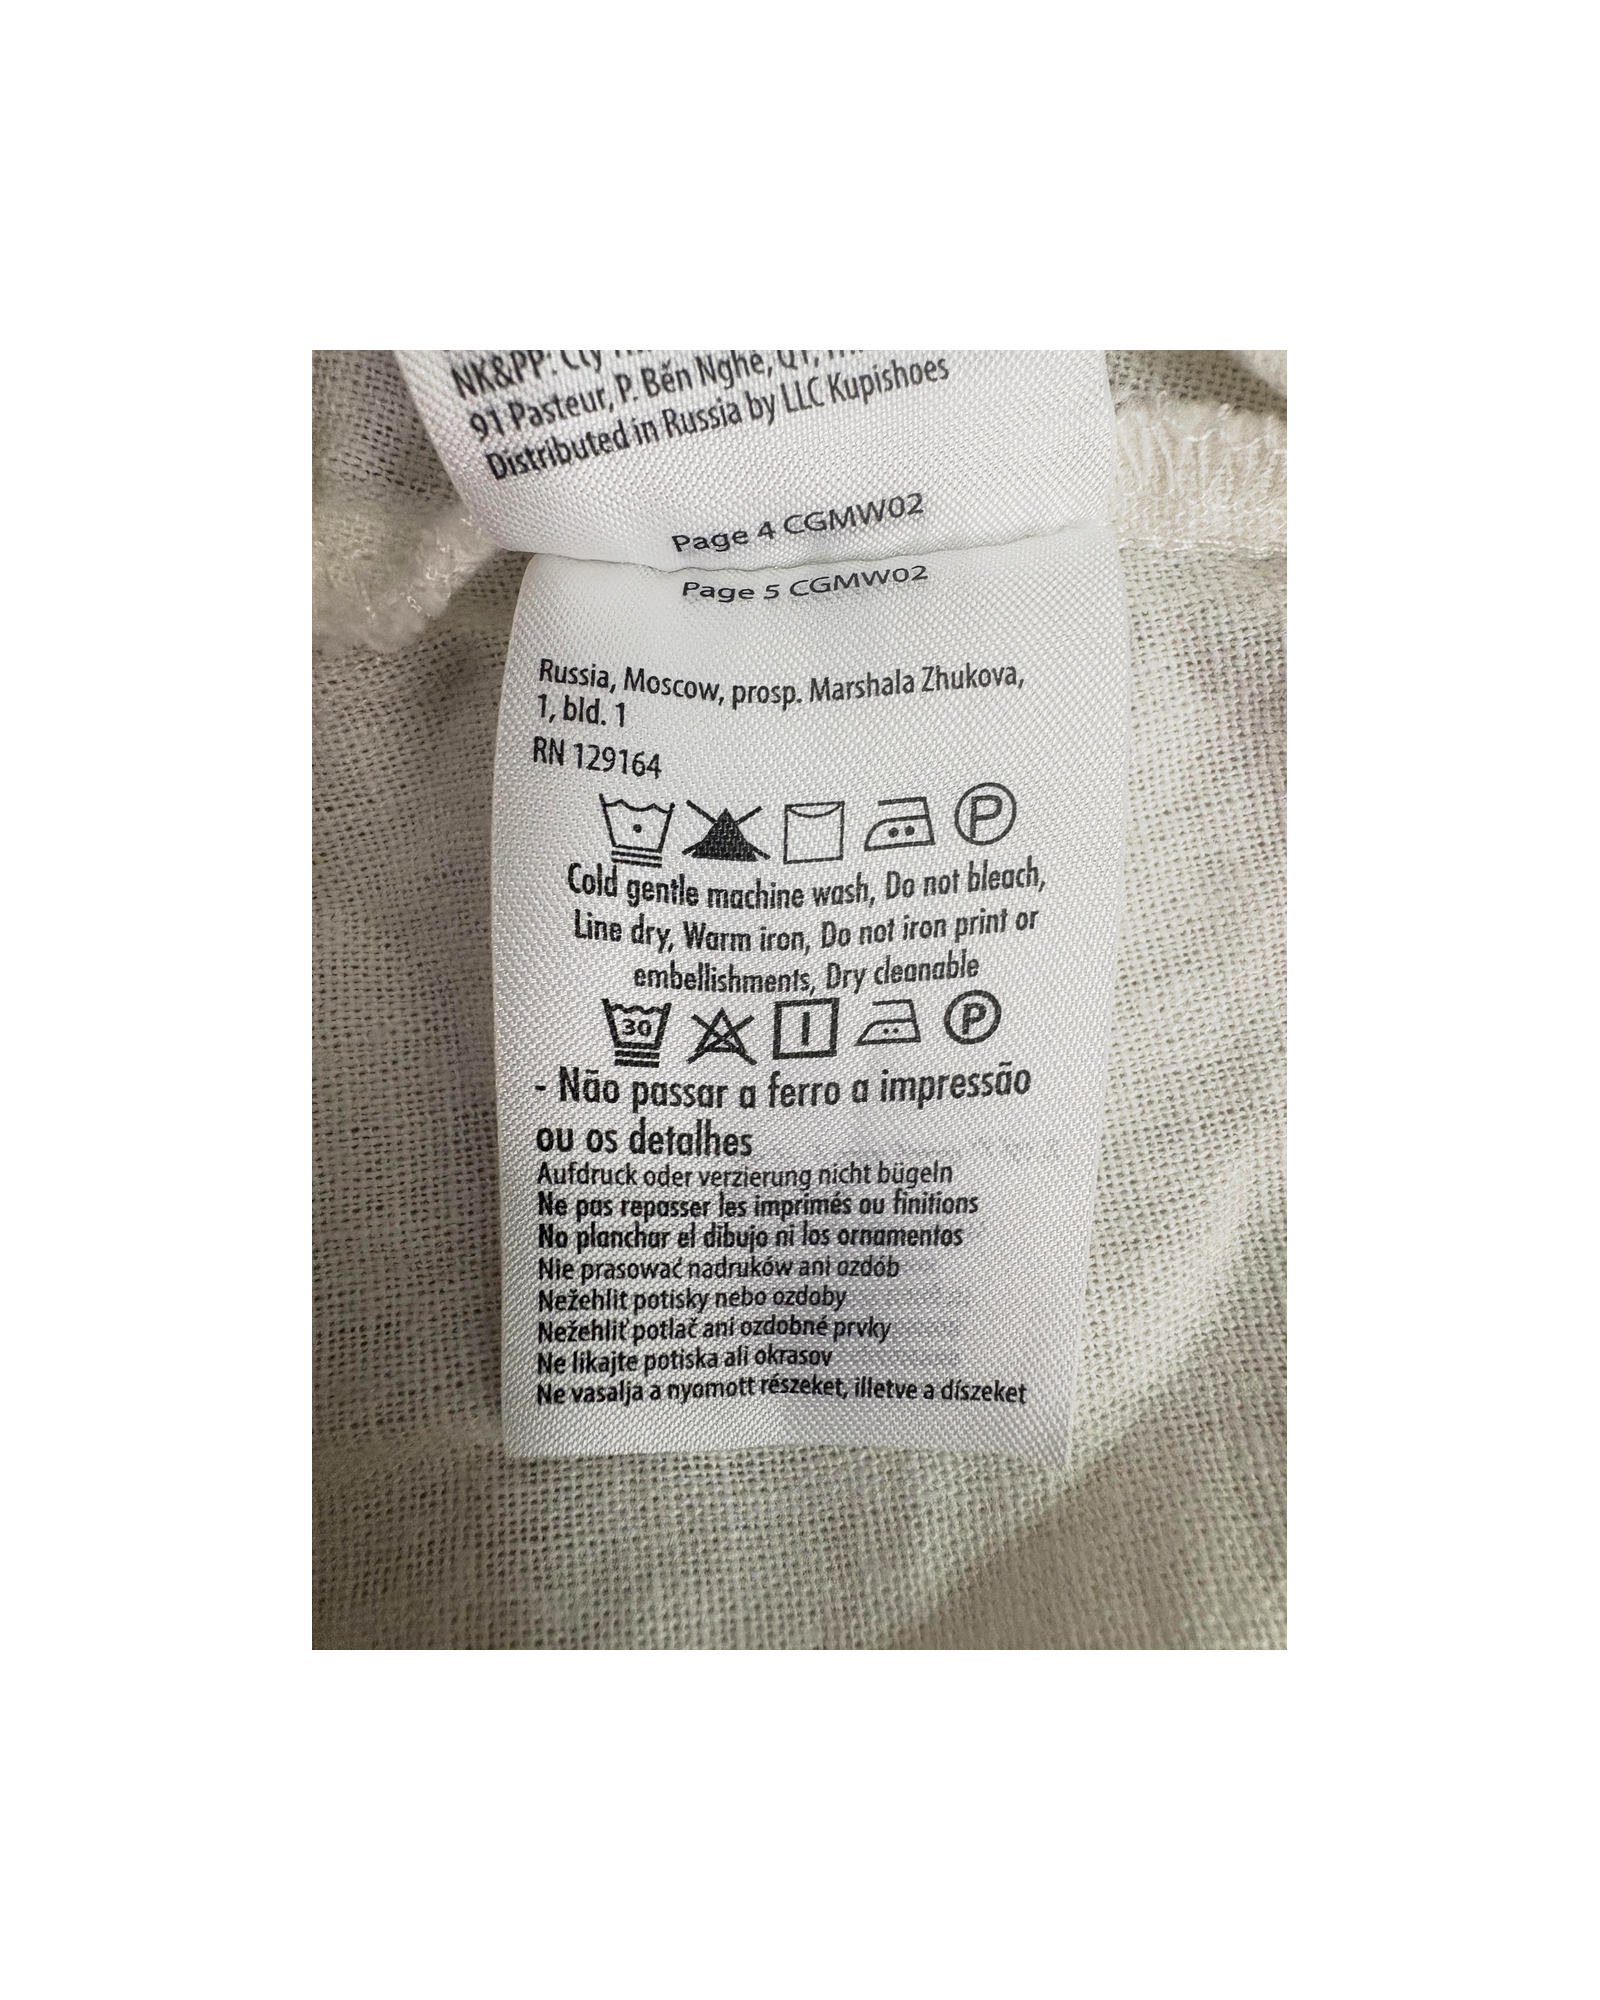 NK&PP: Cty
91 Pasteur, P. Bến Nghé, Q1,
Distributed in Russia by LLC Kupishoes
Page 4 CGMW02
Page 5 CGMW02
Russia, Moscow, prosp. Marshala Zhukova,
1, bld. 1
RN 129164
P
Cold gentle machine wash, Do not bleach,
Line dry, Warm iron, Do not iron print or
embellishments, Dry cleanable
30 P
- Não passar a ferro a impressão
ou os detalhes
Aufdruck oder verzierung nicht bügeln
Ne pas repasser les imprimés ou finitions
No planchar el dibujo ni los ornamentos
Nie prasować nadruków ani ozdób
Nežehlit potisky nebo ozdoby
Nežehliť potlač ani ozdobné prvky
Ne likajte potiska ali okrasov
Ne vasalja a nyomott részeket, illetve a díszeket